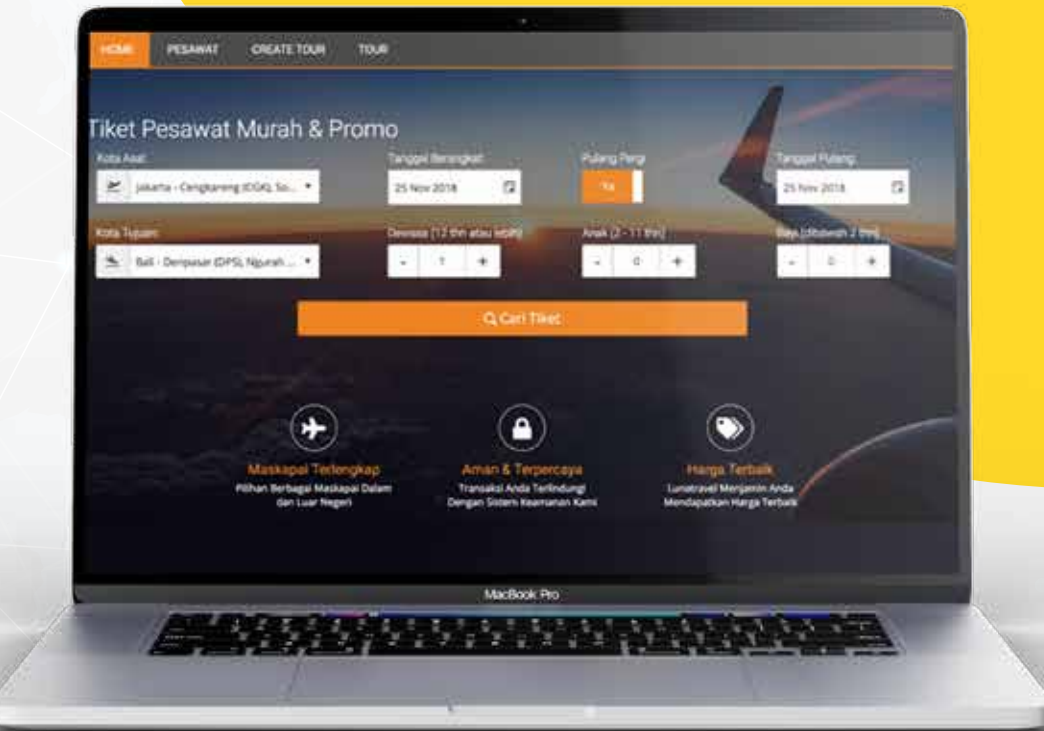 HOME PESAWAT CREATE TOUR TOUR
Tiket Pesawat Murah & Promo
Kota Asal: Tanggal Berangkat: Pulang Pergi Tanggal Pulang:
Jakarta - Cengkareng (CGK), So... 25 Nov 2018 Ya 25 Nov 2018
Kota Tujuan: Dewasa (12 thn atau lebih) Anak (2 - 11 thn) Bayi (dibawah 2 thn)
Bali - Denpasar (DPS), Ngurah ... - 1 + - 0 + - 0 +
Cari Tiket
Maskapai Terlengkap Aman & Terpercaya Harga Terbaik
Pilihan Berbagai Maskapai Dalam Transaksi Anda Terlindungi Lunatravel Menjamin Anda
dan Luar Negeri Dengan Sistem Keamanan Kami Mendapatkan Harga Terbaik
MacBook Pro